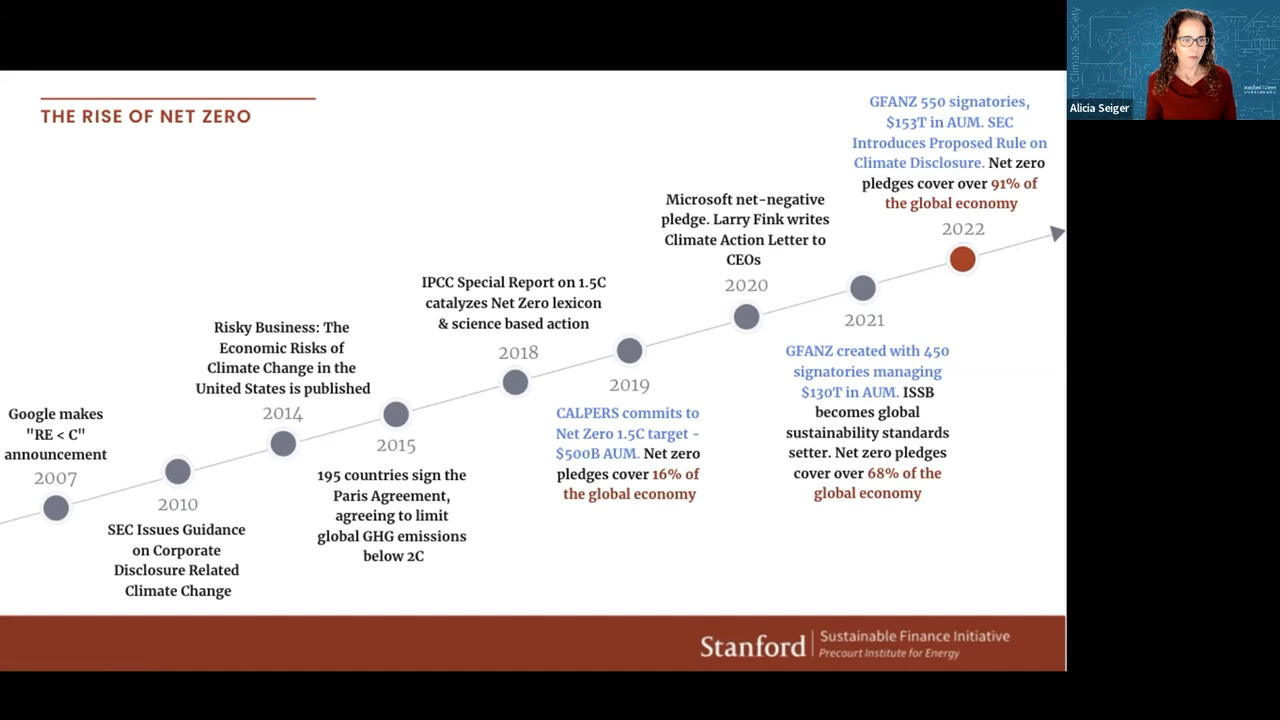 THE RISE OF NET ZERO
Google makes
"RE < C"
announcement
2007
2010
SEC Issues Guidance
on Corporate
Disclosure Related
Climate Change
Risky Business: The
Economic Risks of
Climate Change in the
United States is published
2014
2015
195 countries sign the
Paris Agreement,
agreeing to limit
global GHG emissions
below 2C
IPCC Special Report on 1.5C
catalyzes Net Zero lexicon
& science based action
2018
2019
CALPERS commits to
Net Zero 1.5C target -
$500B AUM. Net zero
pledges cover 16% of
the global economy
Microsoft net-negative
pledge. Larry Fink writes
Climate Action Letter to
CEOs
2020
2021
GFANZ created with 450
signatories managing
$130T in AUM. ISSB
becomes global
sustainability standards
setter. Net zero pledges
cover over 68% of the
global economy
GFANZ 550 signatories,
$153T in AUM. SEC
Introduces Proposed Rule on
Climate Disclosure. Net zero
pledges cover over 91% of
the global economy
2022
Stanford
Sustainable Finance Initiative
Precourt Institute for Energy
Climate Society
Alicia Seiger